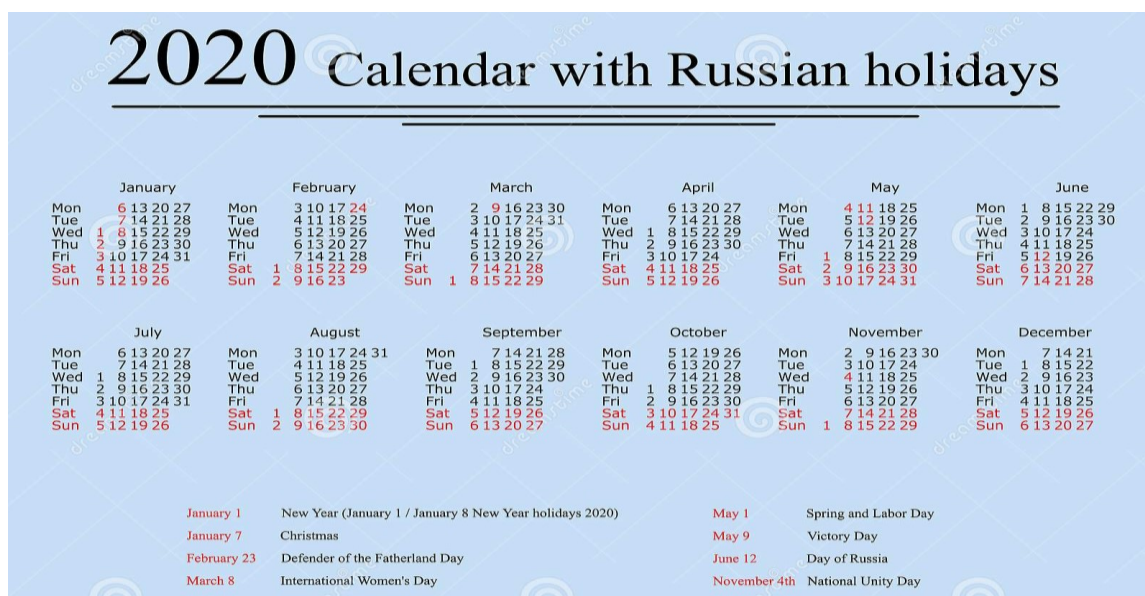 2020 Calendar with Russian holidays
January
Mon 6 13 20 27
Tue 7 14 21 28
Wed 1 8 15 22 29
Thu 2 9 16 23 30
Fri 3 10 17 24 31
Sat 4 11 18 25
Sun 5 12 19 26
February
Mon 3 10 17 24
Tue 4 11 18 25
Wed 5 12 19 26
Thu 6 13 20 27
Fri 7 14 21 28
Sat 1 8 15 22 29
Sun 2 9 16 23
March
Mon 2 9 16 23 30
Tue 3 10 17 24 31
Wed 4 11 18 25
Thu 5 12 19 26
Fri 6 13 20 27
Sat 7 14 21 28
Sun 1 8 15 22 29
April
Mon 6 13 20 27
Tue 7 14 21 28
Wed 1 8 15 22 29
Thu 2 9 16 23 30
Fri 3 10 17 24
Sat 4 11 18 25
Sun 5 12 19 26
May
Mon 4 11 18 25
Tue 5 12 19 26
Wed 6 13 20 27
Thu 7 14 21 28
Fri 1 8 15 22 29
Sat 2 9 16 23 30
Sun 3 10 17 24 31
June
Mon 1 8 15 22 29
Tue 2 9 16 23 30
Wed 3 10 17 24
Thu 4 11 18 25
Fri 5 12 19 26
Sat 6 13 20 27
Sun 7 14 21 28
July
Mon 6 13 20 27
Tue 7 14 21 28
Wed 1 8 15 22 29
Thu 2 9 16 23 30
Fri 3 10 17 24 31
Sat 4 11 18 25
Sun 5 12 19 26
August
Mon 3 10 17 24 31
Tue 4 11 18 25
Wed 5 12 19 26
Thu 6 13 20 27
Fri 7 14 21 28
Sat 1 8 15 22 29
Sun 2 9 16 23 30
September
Mon 7 14 21 28
Tue 1 8 15 22 29
Wed 2 9 16 23 30
Thu 3 10 17 24
Fri 4 11 18 25
Sat 5 12 19 26
Sun 6 13 20 27
October
Mon 5 12 19 26
Tue 6 13 20 27
Wed 7 14 21 28
Thu 1 8 15 22 29
Fri 2 9 16 23 30
Sat 3 10 17 24 31
Sun 4 11 18 25
November
Mon 2 9 16 23 30
Tue 3 10 17 24
Wed 4 11 18 25
Thu 5 12 19 26
Fri 6 13 20 27
Sat 7 14 21 28
Sun 1 8 15 22 29
December
Mon 7 14 21
Tue 1 8 15 22
Wed 2 9 16 23
Thu 3 10 17 24
Fri 4 11 18 25
Sat 5 12 19 26
Sun 6 13 20 27
January 1 New Year (January 1 / January 8 New Year holidays 2020)
January 7 Christmas
February 23 Defender of the Fatherland Day
March 8 International Women's Day
May 1 Spring and Labor Day
May 9 Victory Day
June 12 Day of Russia
November 4th National Unity Day
dreamstime